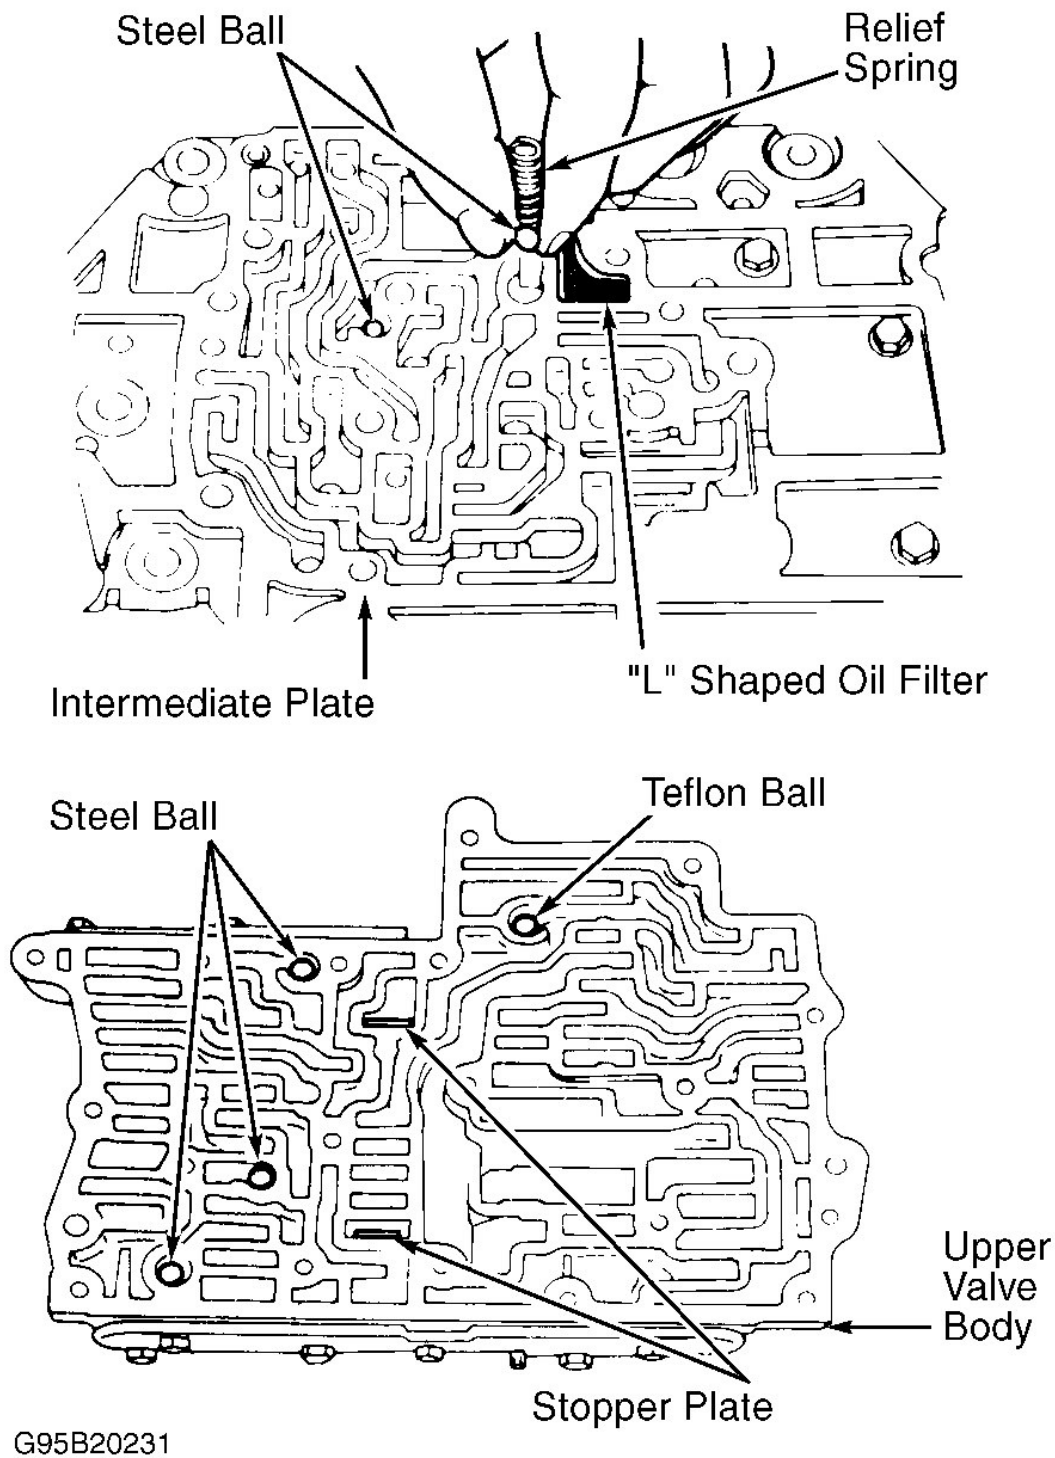 Steel Ball
Relief
Spring
Intermediate Plate
"L" Shaped Oil Filter
Steel Ball
Teflon Ball
Upper
Valve
Body
Stopper Plate
G95B20231